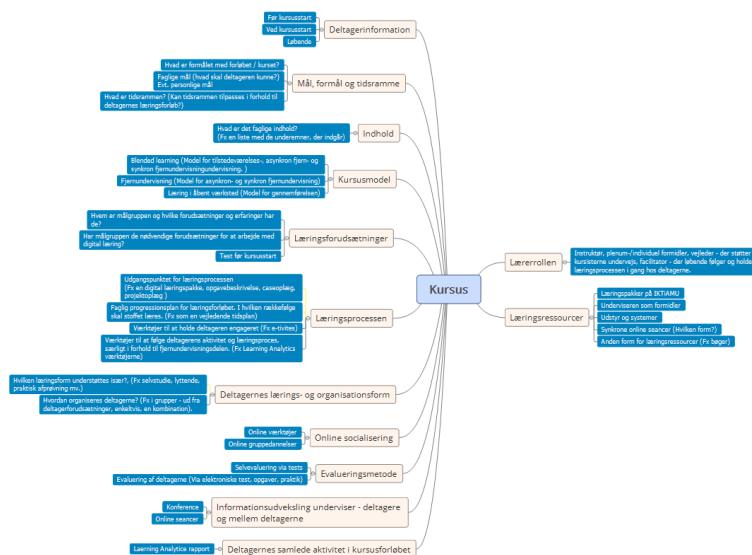 Før kursusstart
Ved kursusstart
Løbende
Deltagerinformation
Hvad er formålet med forløbet / kurset?
Faglige mål (hvad skal deltageren kunne?)
Evt. personlige mål
Hvad er tidsrammen? (Kan tidsrammen tilpasses i forhold til
deltagernes læringsforløb?)
Mål, formål og tidsramme
Hvad er det faglige indhold?
(Fx en liste med de underemner, der indgår)
Indhold
Blended learning (Model for tilstedeværelses-, asynkron fjern- og
synkron fjernundervisningundervisning. )
Fjernundervisning (Model for asynkron- og synkron fjernundervisning)
Læring i åbent værksted (Model for gennemførelsen)
Kursusmodel
Hvem er målgruppen og hvilke forudsætninger og erfaringer har
de?
Har målgruppen de nødvendige forudsætninger for at arbejde med
digital læring?
Test før kursusstart
Læringsforudsætninger
Udgangspunktet for læringsprocessen
(Fx en digital læringspakke, opgavebeskrivelse, caseoplæg,
projektoplæg )
Faglig progressionsplan for læringsforløbet. I hvilken rækkefølge
skal stoffet læres. (Fx som en vejledende tidsplan)
Værktøjer til at holde deltageren engageret (Fx e-tivites)
Værktøjer til at følge deltagerens aktivitet og læringsproces,
særligt i forhold til fjernundervisningsdelen. (Fx Learning Analytics
værktøjerne)
Læringsprocessen
Hvilken læringsform understøttes især?, (Fx selvstudie, lyttende,
praktisk afprøvning mv.)
Hvordan organiseres deltagerne? (Fx i grupper - ud fra
deltagerforudsætninger, enkeltvis, en kombination).
Deltagernes lærings- og organisationsform
Online værktøjer
Online gruppedannelser
Online socialisering
Selvevaluering via tests
Evaluering af deltagerne (Via elektroniske test, opgaver, praktik)
Evalueringsmetode
Konference
Online seancer
Informationsudveksling underviser - deltagere
og mellem deltagerne
Laerning Analytics rapport
Deltagernes samlede aktivitet i kursusforløbet
Kursus
Lærerrollen
Instruktør, plenum-/individuel formidler, vejleder - der støtter
kursisterne undervejs, facilitator - der løbende følger og holde
læringsprocessen i gang hos deltagerne.
Læringsressourcer
Læringspakker på IKTIAMU
Underviseren som formidler
Udstyr og systemer
Synkrone online seancer (Hvilken form?)
Anden form for læringsressourcer (Fx bøger)